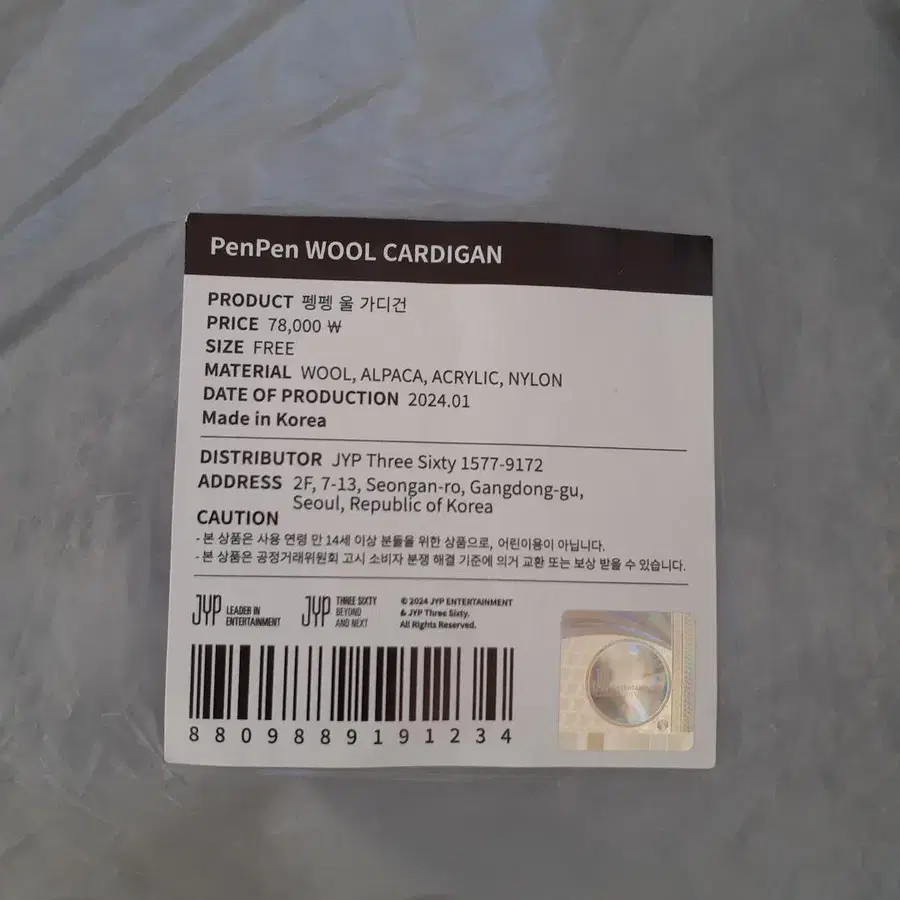 PenPen WOOL CARDIGAN
PRODUCT 펭펭 울 가디건
PRICE 78,000 ₩
SIZE FREE
MATERIAL WOOL, ALPACA, ACRYLIC, NYLON
DATE OF PRODUCTION 2024.01
Made in Korea
DISTRIBUTOR JYP Three Sixty 1577-9172
ADDRESS 2F, 7-13, Seongan-ro, Gangdong-gu,
Seoul, Republic of Korea
CAUTION
- 본 상품은 사용 연령 만 14세 이상 분들을 위한 상품으로, 어린이용이 아닙니다.
- 본 상품은 공정거래위원회 고시 소비자 분쟁 해결 기준에 의거 교환 또는 보상 받을 수 있습니다.
JYP LEADER IN
ENTERTAINMENT
JYP THREE SIXTY
BEYOND
AND NEXT
© 2024 JYP ENTERTAINMENT
& JYP Three Sixty.
All Rights Reserved.
8809889191234